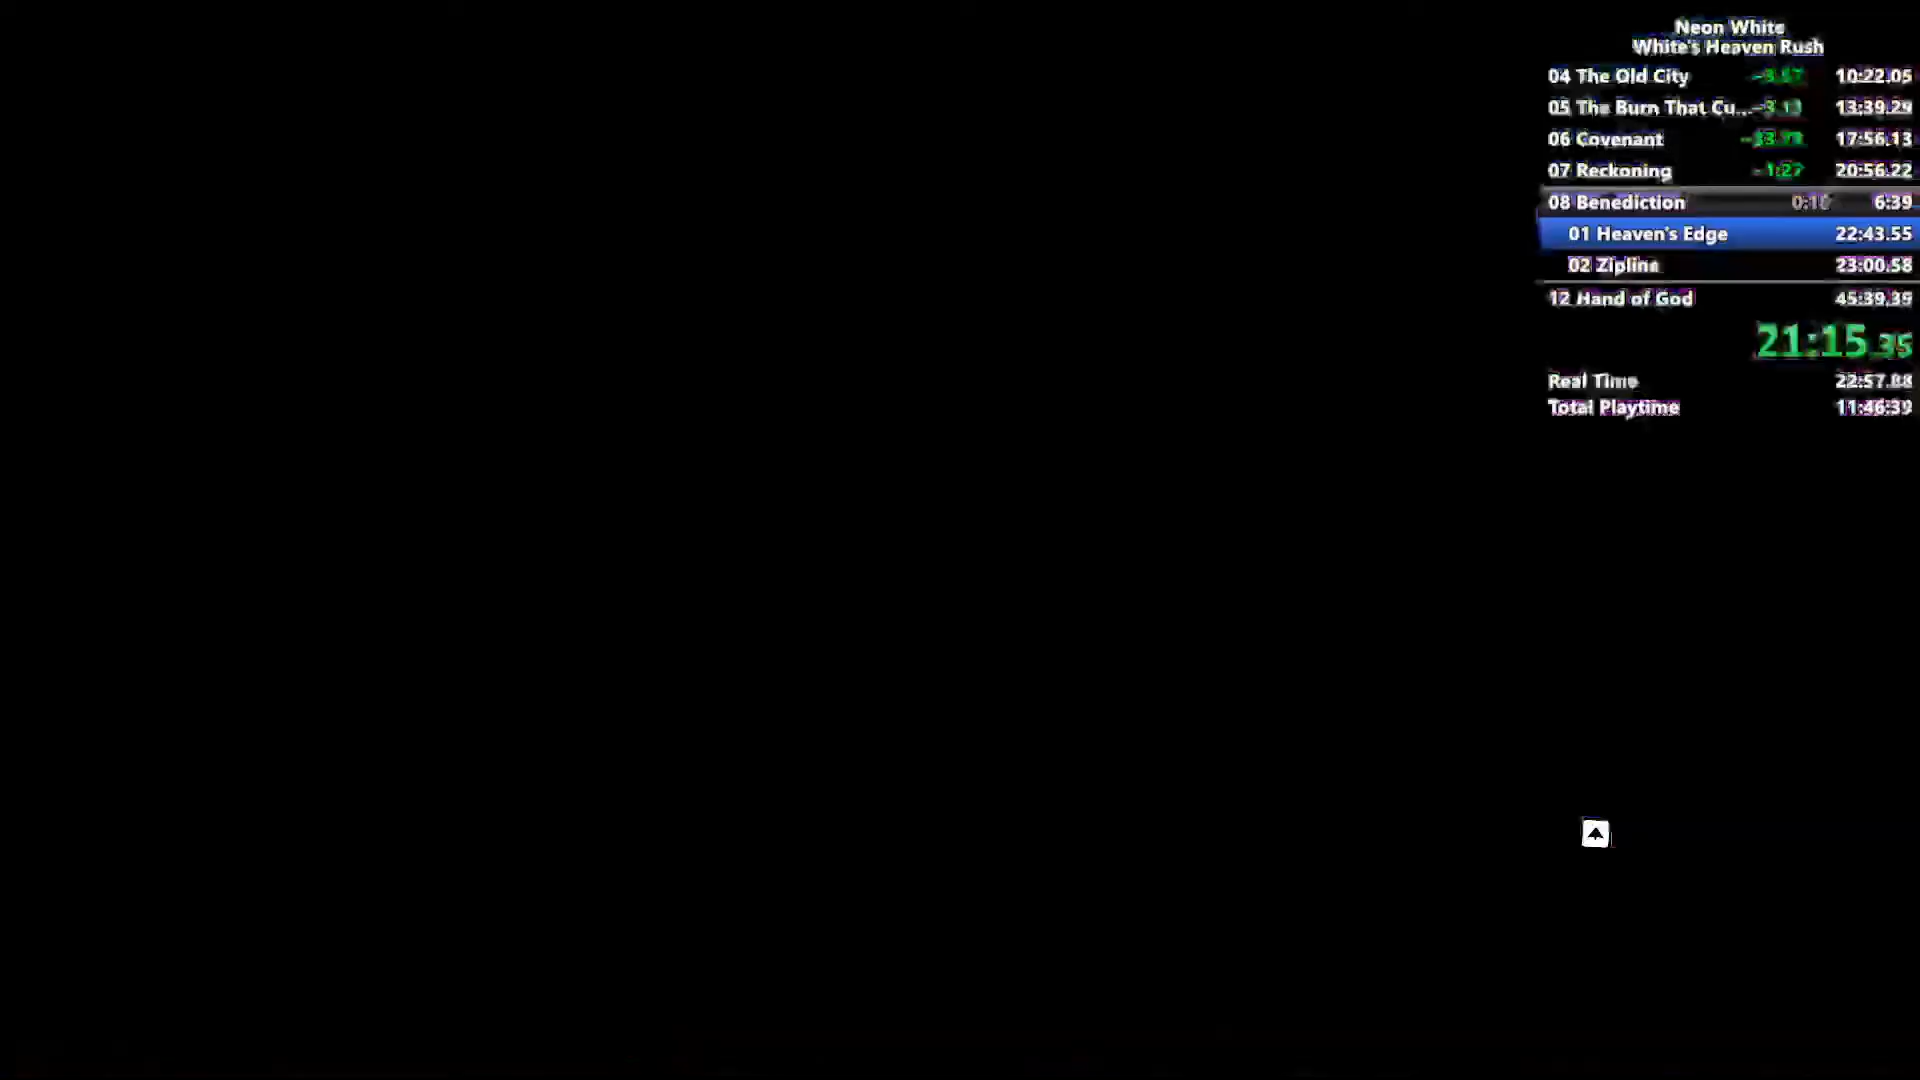 Neon White
White's Heaven Rush
04 The Old City 10:22.05
05 The Burn That Cu... 13:39.29
06 Covenant 17:56.13
07 Reckoning -1:27 20:56.22
08 Benediction 6:39
01 Heaven's Edge 22:43.55
02 Zipline 23:00.58
12 Hand of God 45:39.39
21:15.35
Real Time 22:57.88
Total Playtime 11:46:39